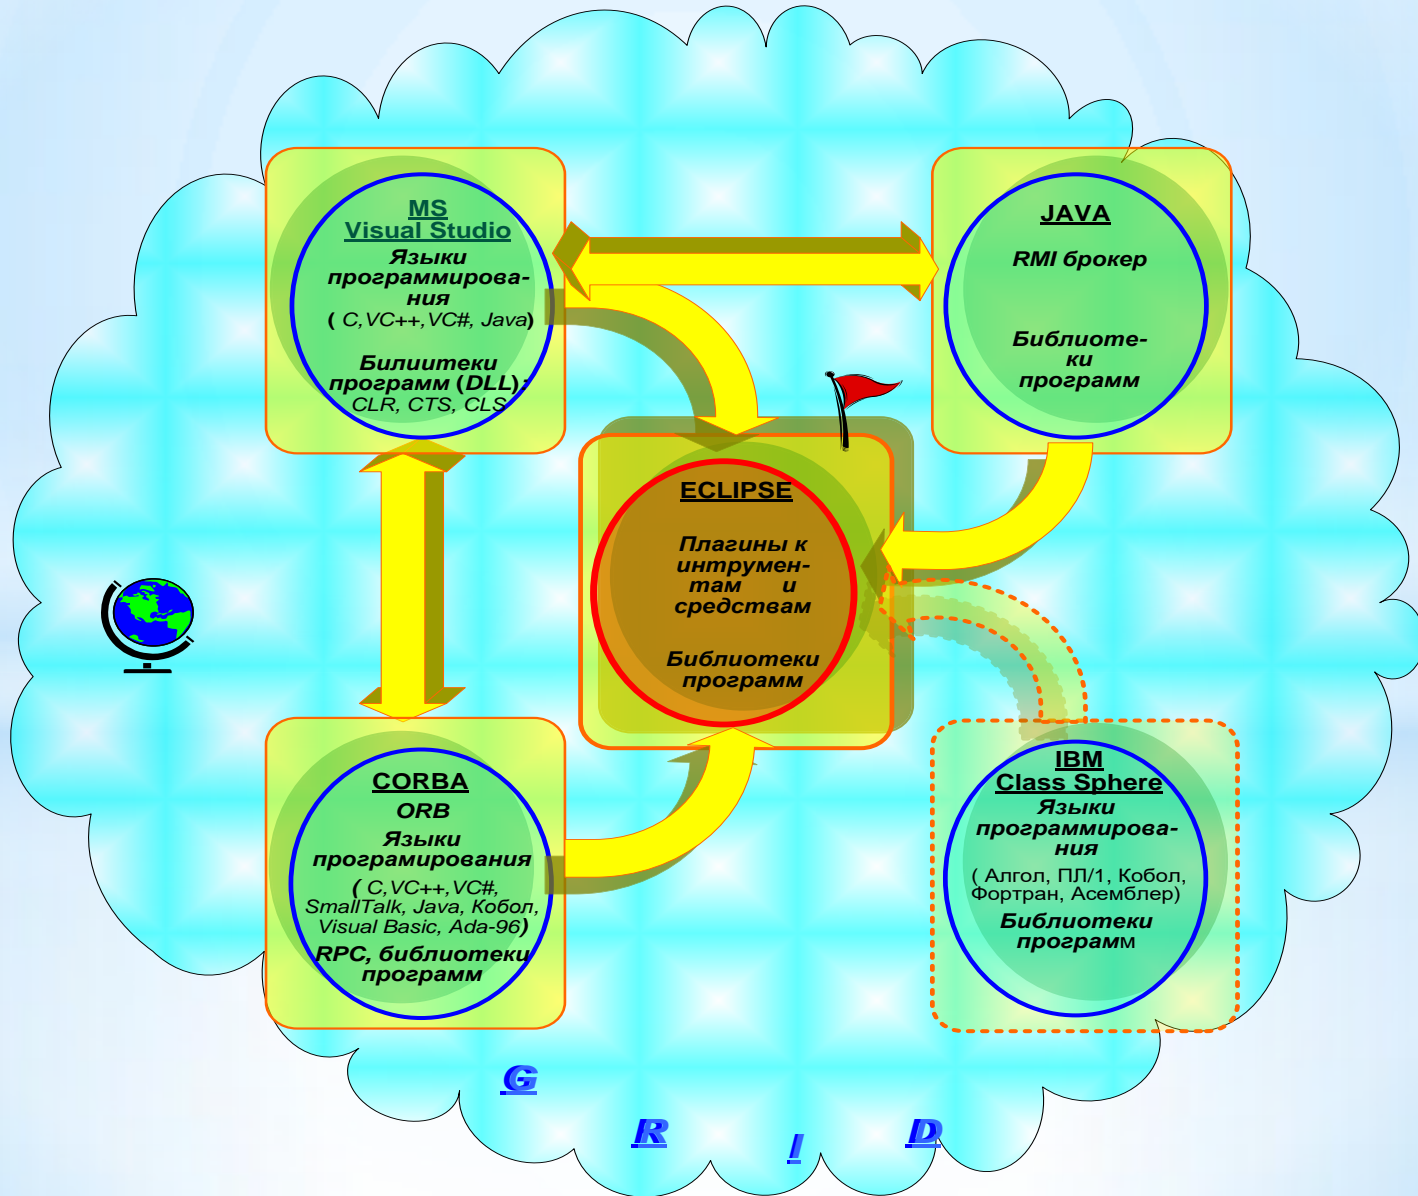 MS
Visual Studio
Языки
программирова-
ния
( C,VC++,VC#, Java)
Билиитеки
программ (DLL):
CLR, CTS, CLS
JAVA
RMI брокер
Библиоте-
ки
программ
ECLIPSE
Плагины к
интрумен-
там и
средствам
Библиотеки
программ
CORBA
ORB
Языки
програмирования
( C,VC++,VC#,
SmallTalk, Java, Кобол,
Visual Basic, Ada-96)
RPC, библиотеки
программ
IBM
Class Sphere
Языки
программирова-
ния
( Алгол, ПЛ/1, Кобол,
Фортран, Асемблер)
Библиотеки
программ
G R I D